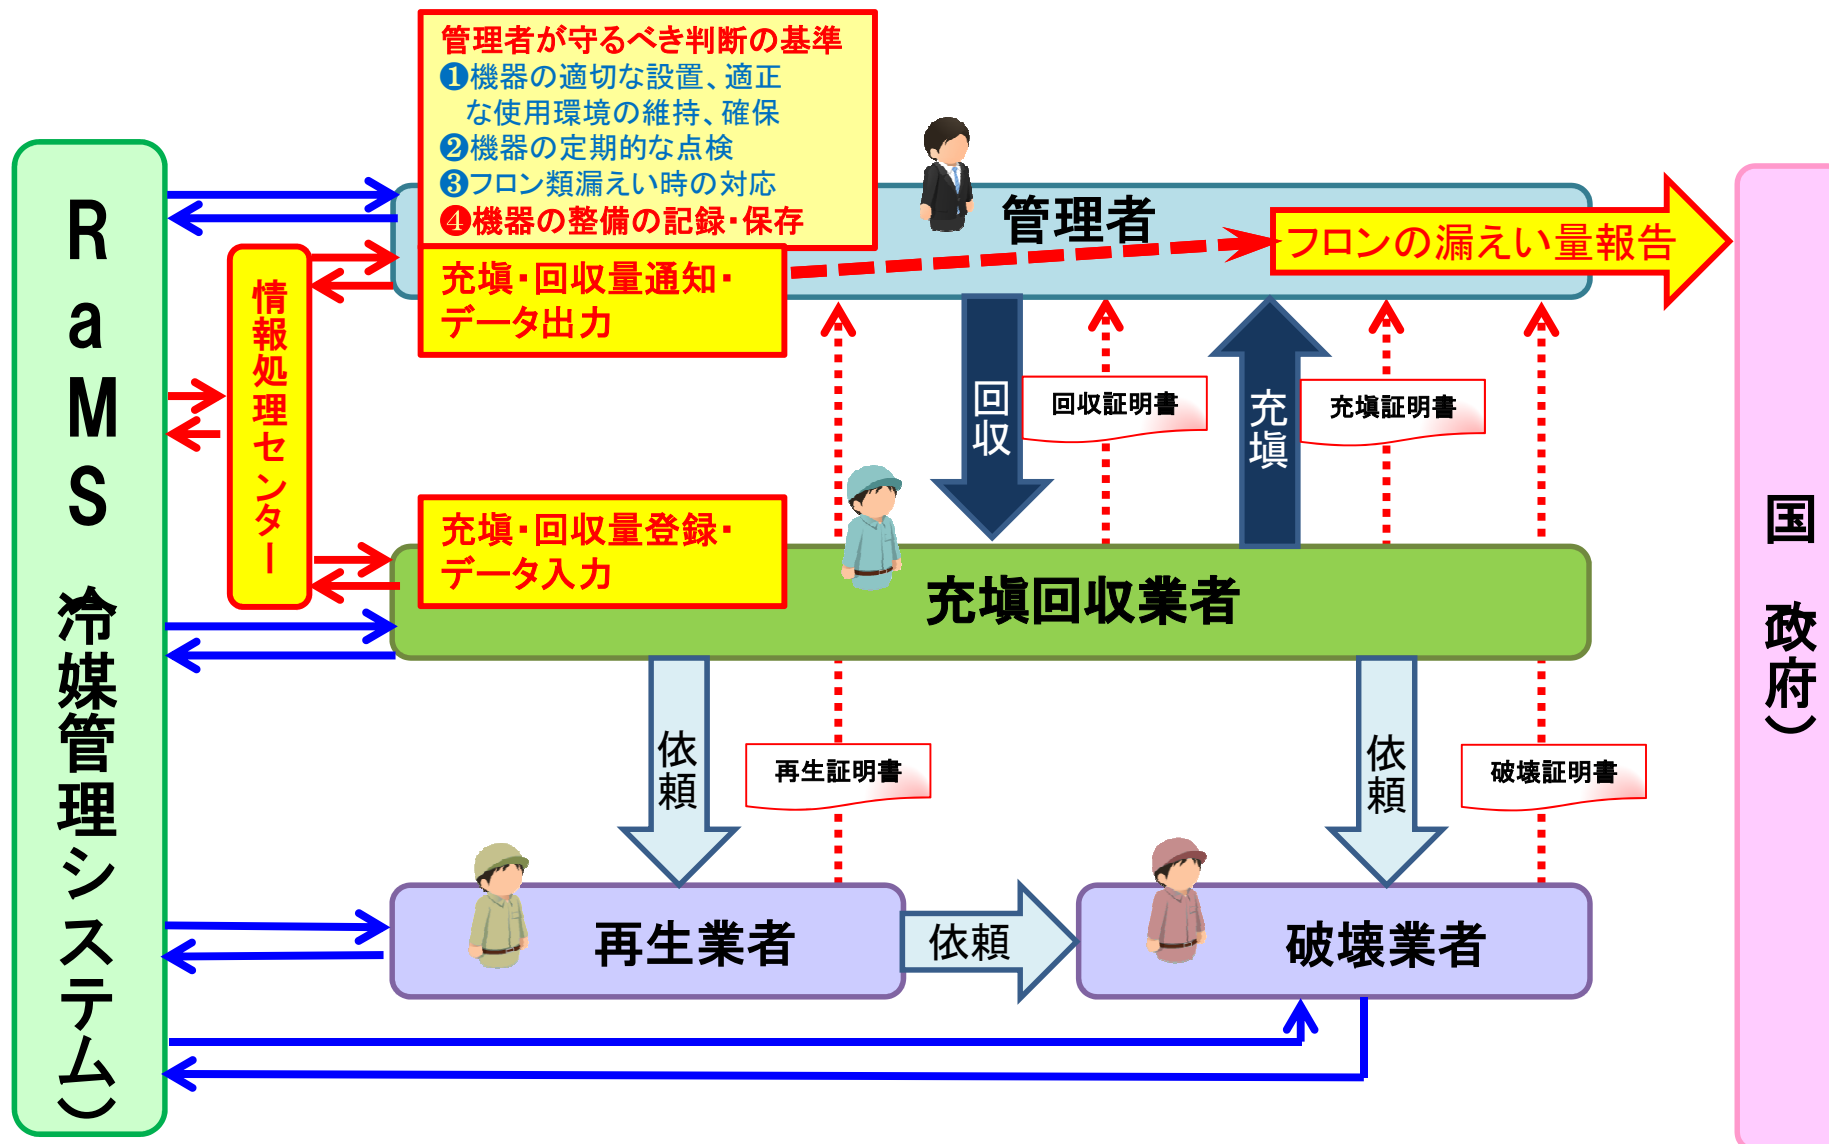 管理者が守るべき判断の基準
❶機器の適切な設置、適正
な使用環境の維持、確保
❷機器の定期的な点検
❸フロン類漏えい時の対応
❹機器の整備の記録・保存
管理者
フロンの漏えい量報告
充塡・回収量通知・
データ出力
RaMS（冷媒管理システム）
情報処理センター
回収
回収証明書
充塡
充塡証明書
充塡・回収量登録・
データ入力
充塡回収業者
国
政府）
依頼
再生証明書
依頼
破壊証明書
再生業者
依頼
破壊業者